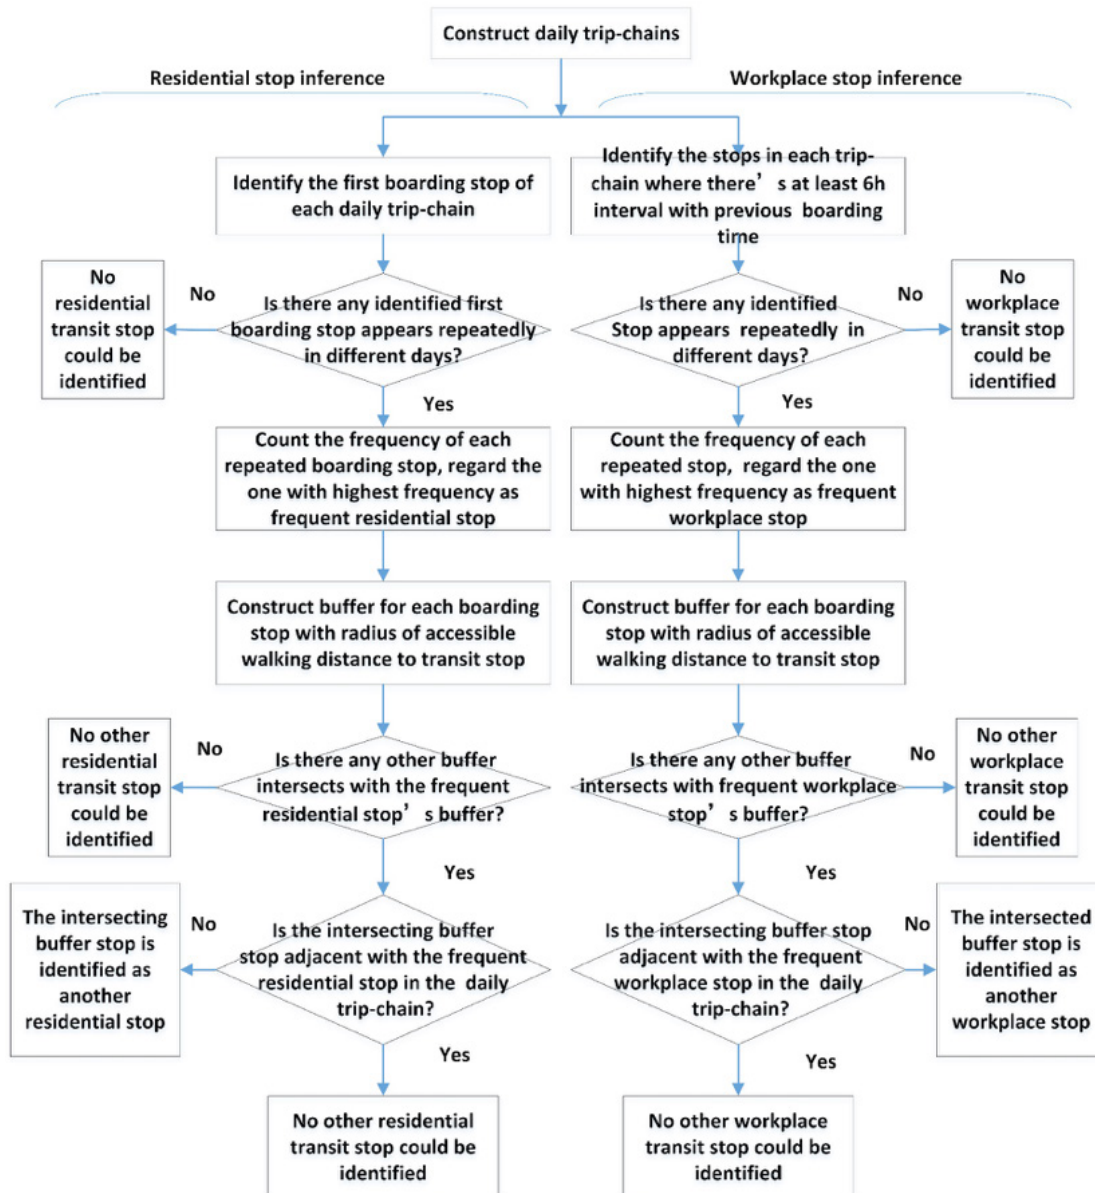 Construct daily trip-chains
Residential stop inference
Workplace stop inference
Identify the first boarding stop of
each daily trip-chain
Identify the stops in each trip-
chain where there's at least 6h
interval with previous boarding
time
No
residential
transit stop
could be
identified
No
Is there any identified first
boarding stop appears repeatedly
in different days?
Is there any identified
Stop appears repeatedly in
different days?
No
No
workplace
transit stop
could be
identified
Yes
Yes
Count the frequency of each
repeated boarding stop, regard the
one with highest frequency as
frequent residential stop
Count the frequency of each
repeated stop, regard the one
with highest frequency as frequent
workplace stop
Construct buffer for each boarding
stop with radius of accessible
walking distance to transit stop
Construct buffer for each boarding
stop with radius of accessible
walking distance to transit stop
No other
residential
transit stop
could be
identified
No
Is there any other buffer
intersects with the frequent
residential stop's buffer?
Is there any other buffer
intersects with frequent workplace
stop's buffer?
No
No other
workplace
transit stop
could be
identified
Yes
Yes
The intersecting
buffer stop is
identified as
another
residential stop
No
Is the intersecting buffer
stop adjacent with the frequent
residential stop in the daily
trip-chain?
Is the intersecting buffer stop
adjacent with the frequent
workplace stop in the daily
trip-chain?
No
The intersected
buffer stop is
identified as
another
workplace stop
Yes
Yes
No other residential
transit stop could be
identified
No other workplace
transit stop could be
identified